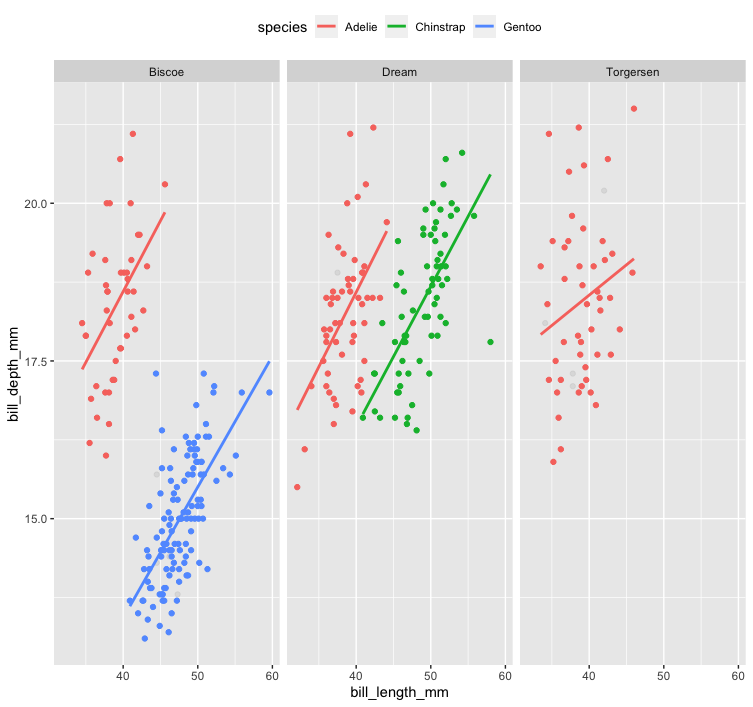 species Adelie Chinstrap Gentoo
Biscoe Dream Torgersen
20.0
17.5
15.0
bill_depth_mm
40 50 60 40 50 60 40 50 60
bill_length_mm